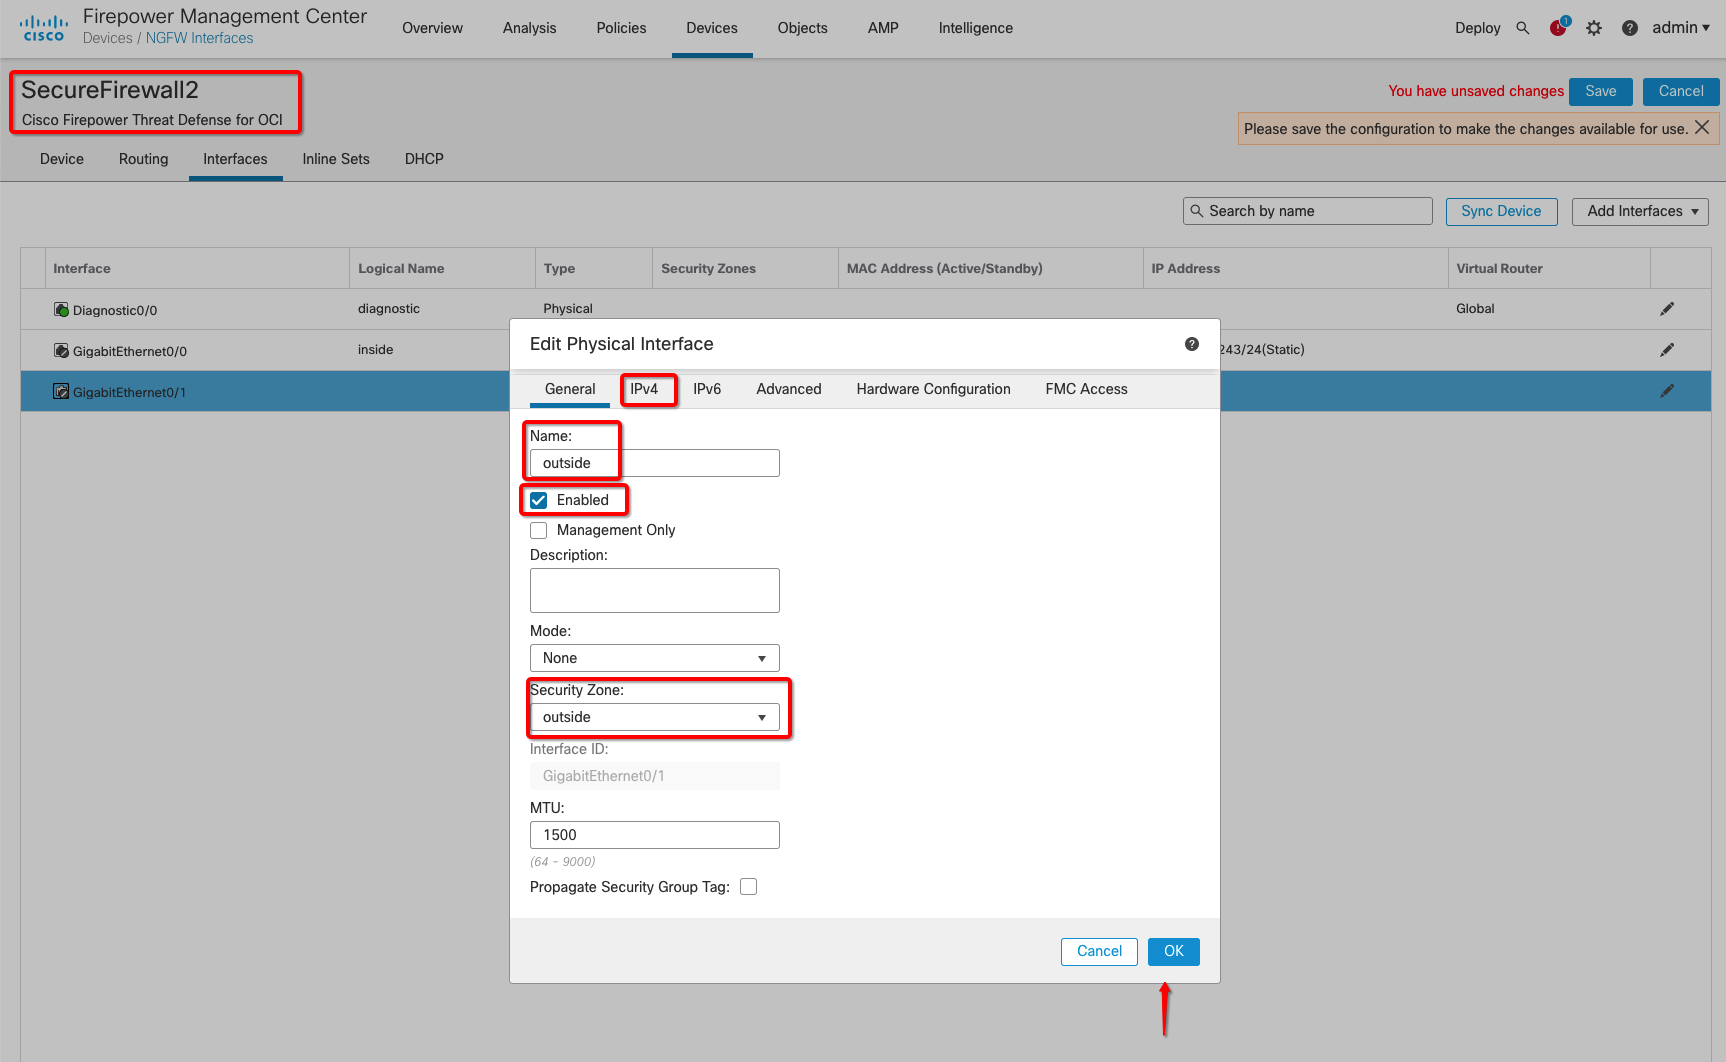 Firepower Management Center
Devices / NGFW Interfaces
cisco
Overview Analysis Policies Devices Objects AMP Intelligence
Deploy 1 admin
SecureFirewall2
Cisco Firepower Threat Defense for OCI
You have unsaved changes Save Cancel
Please save the configuration to make the changes available for use.
Device Routing Interfaces Inline Sets DHCP
Search by name Sync Device Add Interfaces
Interface Logical Name Type Security Zones MAC Address (Active/Standby) IP Address Virtual Router
Diagnostic0/0 diagnostic Physical Global
GigabitEthernet0/0 inside 243/24(Static)
GigabitEthernet0/1
Edit Physical Interface
General IPv4 IPv6 Advanced Hardware Configuration FMC Access
Name:
outside
Enabled
Management Only
Description:
Mode:
None
Security Zone:
outside
Interface ID:
GigabitEthernet0/1
MTU:
1500
(64 - 9000)
Propagate Security Group Tag:
Cancel OK